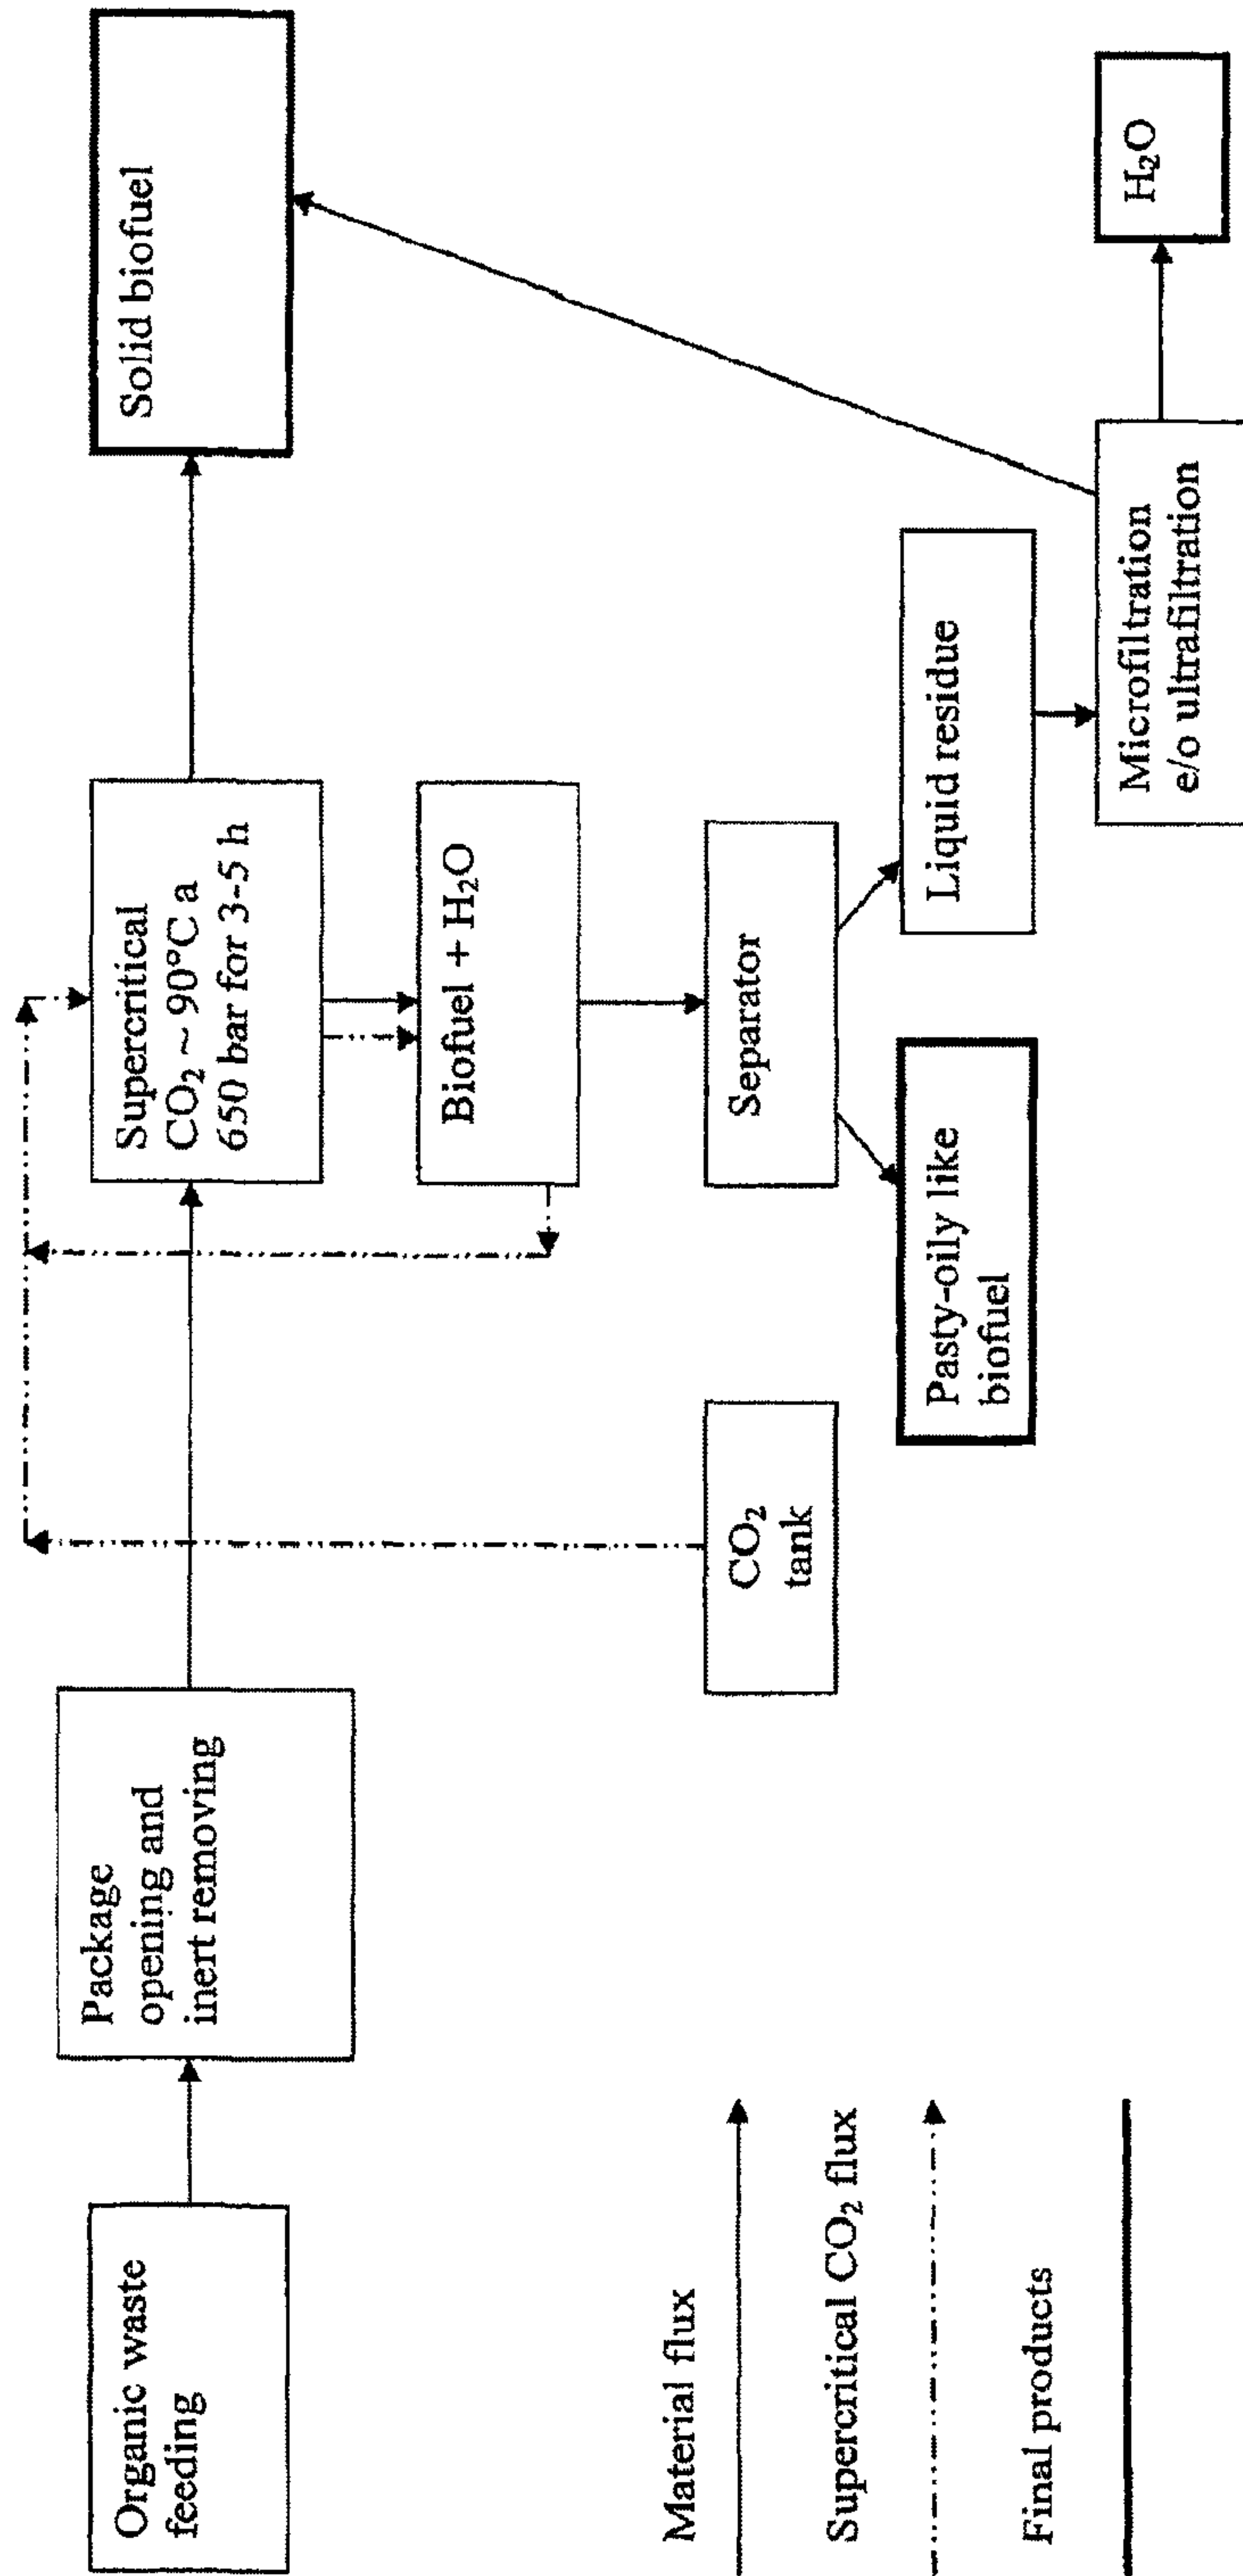 Organic waste
feeding
Package
opening and
inert removing
Supercritical
CO₂ ~ 90°C a
650 bar for 3-5 h
Solid biofuel
Biofuel + H₂O
CO₂
tank
Separator
Pasty-oily like
biofuel
Liquid residue
Microfiltration
e/o ultrafiltration
H₂O
Material flux
Supercritical CO₂ flux
Final products